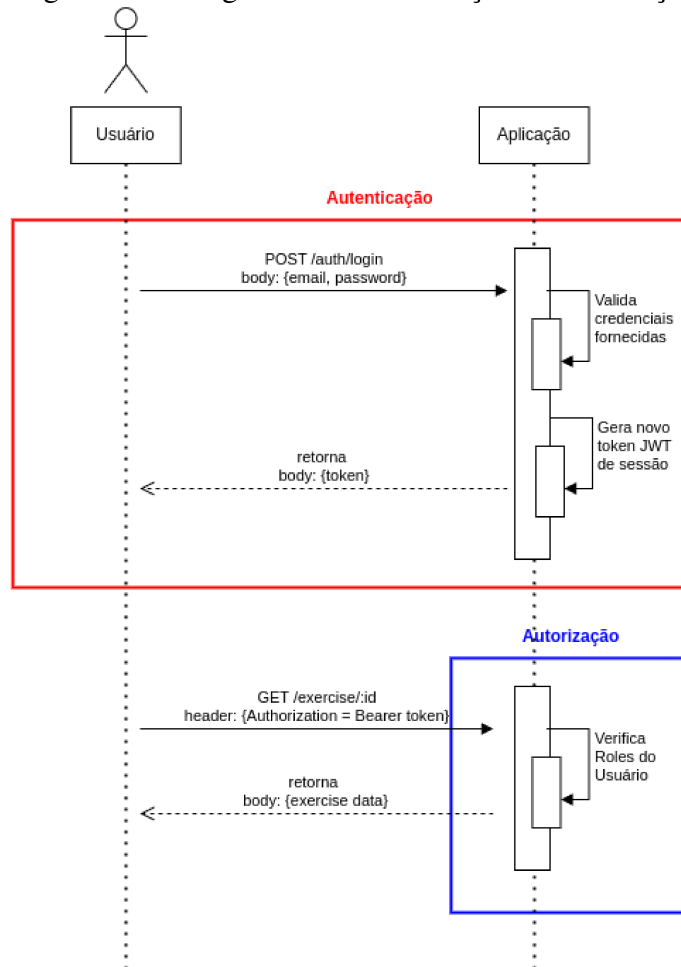 Usuário
Aplicação
Autenticação
POST /auth/login
body: {email, password}
Valida
credenciais
fornecidas
Gera novo
token JWT
de sessão
retorna
body: {token}
Autorização
GET /exercise/:id
header: {Authorization = Bearer token}
Verifica
Roles do
Usuário
retorna
body: {exercise data}